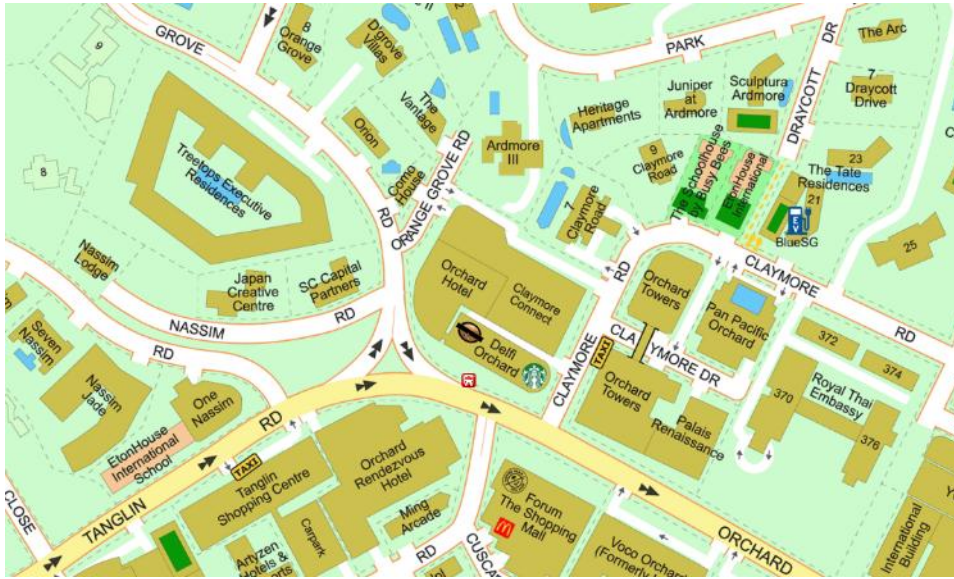 GROVE
8
Orange
Grove
Drgrove
Villas
9
PARK
DRAYCOTT
DR
The Arc
7
Draycott
Drive
Sculptura
Ardmore
Juniper
at
Ardmore
Heritage
Apartments
The
Vantage
Orion
Ardmore
III
9
Claymore
Road
The Schoolhouse
by Busy Bees
EtonHouse
International
23
The Tate
Residences
21
EV
BlueSG
25
8
Treetops Executive
Residences
RD
Como
House
ORANGE GROVE RD
7
Claymore
Road
RD
CLAYMORE
RD
Nassim
Lodge
Japan
Creative
Centre
SC Capital
Partners
NASSIM
RD
RD
Orchard
Hotel
Claymore
Connect
Orchard
Towers
Pan Pacific
Orchard
Delfi
Orchard
CLAYMORE
TAXI
CLA
YMORE DR
Orchard
Towers
Palais
Renaissance
372
374
Royal Thai
Embassy
370
376
Seven
Nassim
Nassim
Jade
One
Nassim
EtonHouse
International
School
TANGLIN
RD
TAXI
Tanglin
Shopping Centre
Orchard
Rendezvous
Hotel
Ming
Arcade
Carpark
Artyzen
Hotels &
CLOSE
RD
CUSCA
Forum
The Shopping
Mall
Voco Orchard
(Formerly
ORCHARD
International
Building